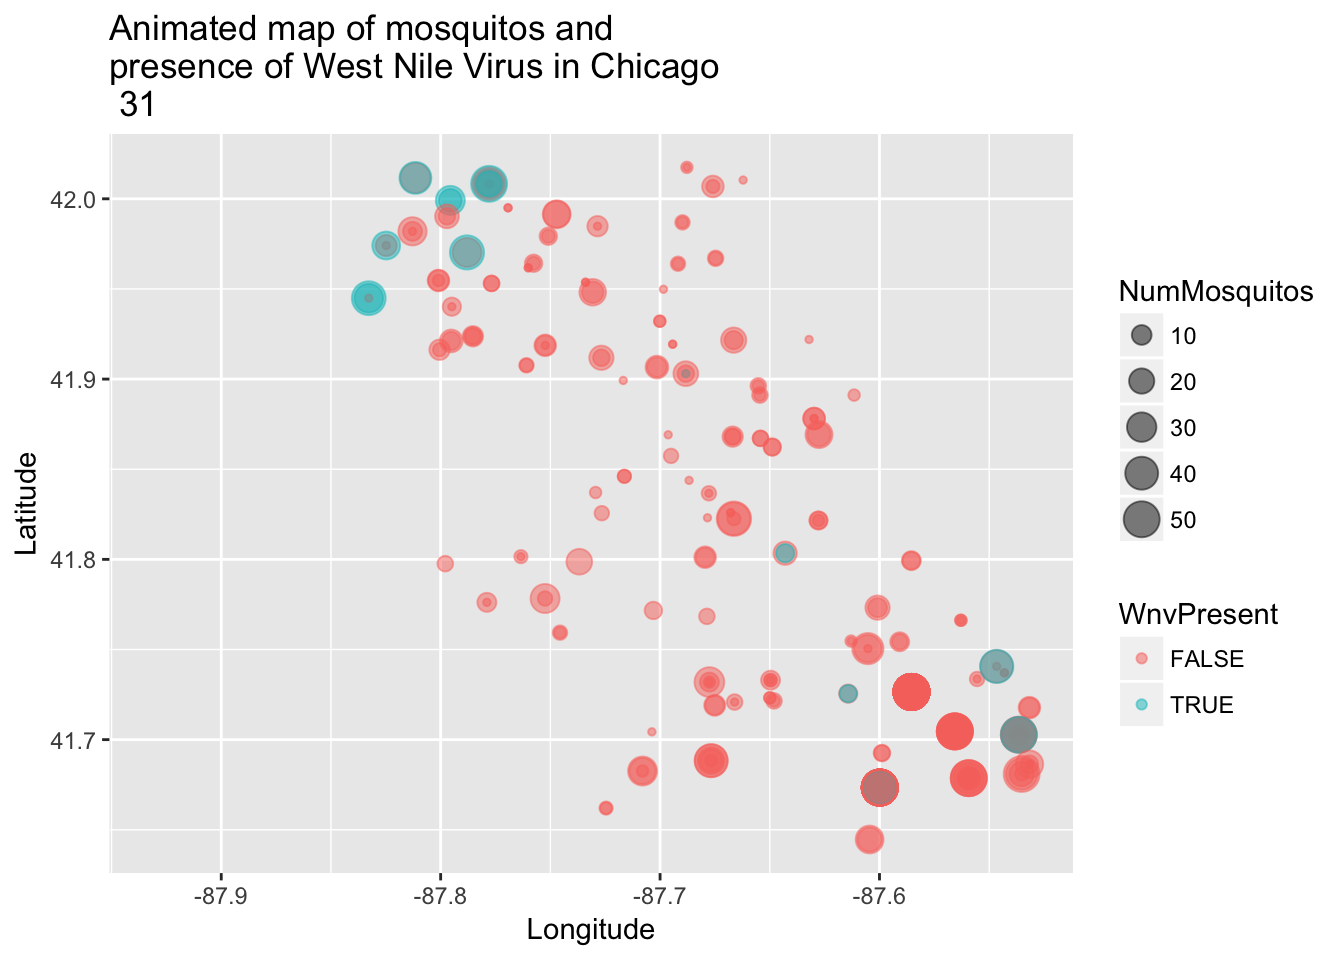 Animated map of mosquitos and
presence of West Nile Virus in Chicago
31
42.0
41.9
41.8
41.7
Latitude
-87.9
-87.8
-87.7
-87.6
Longitude
NumMosquitos
10
20
30
40
50
WnvPresent
FALSE
TRUE